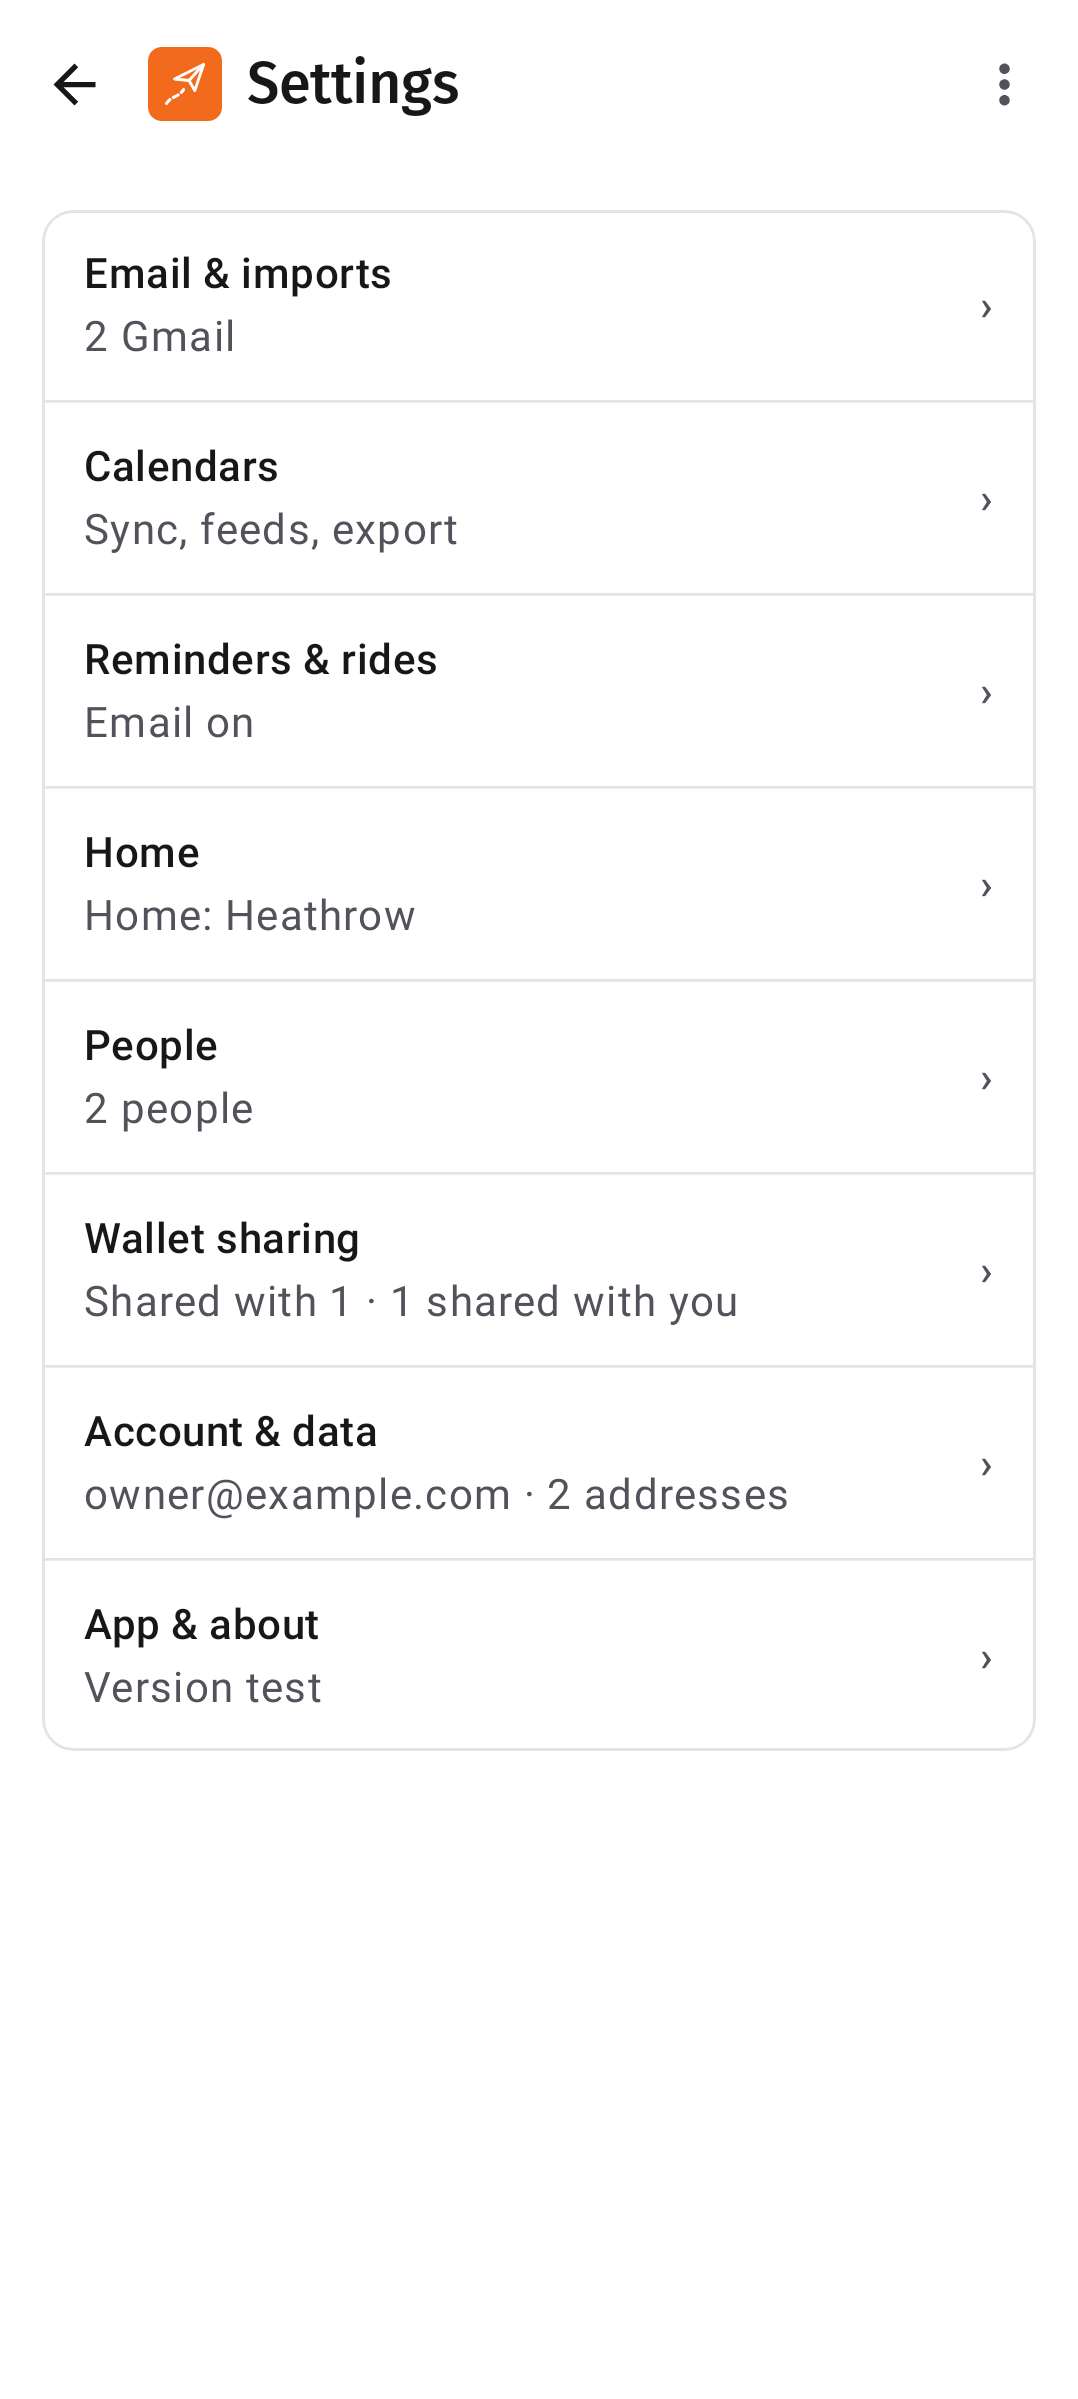 Settings
Email & imports
2 Gmail
›
Calendars
Sync, feeds, export
›
Reminders & rides
Email on
›
Home
Home: Heathrow
›
People
2 people
›
Wallet sharing
Shared with 1 · 1 shared with you
›
Account & data
owner@example.com · 2 addresses
›
App & about
Version test
›